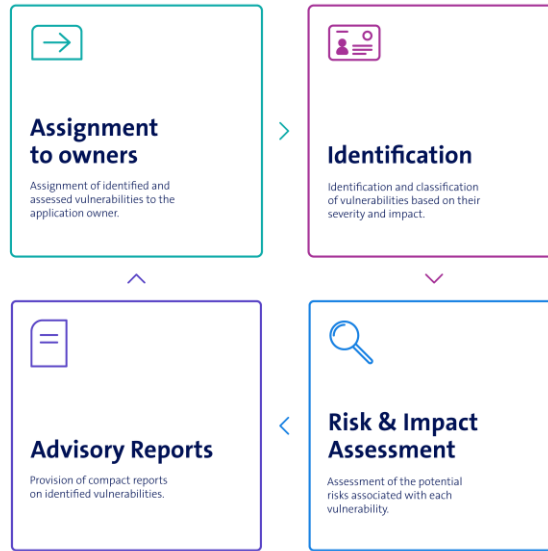 Assignment
to owners
Assignment of identified and
assessed vulnerabilities to the
application owner.
Identification
Identification and classification
of vulnerabilities based on their
severity and impact.
Advisory Reports
Provision of compact reports
on identified vulnerabilities.
Risk & Impact
Assessment
Assessment of the potential
risks associated with each
vulnerability.